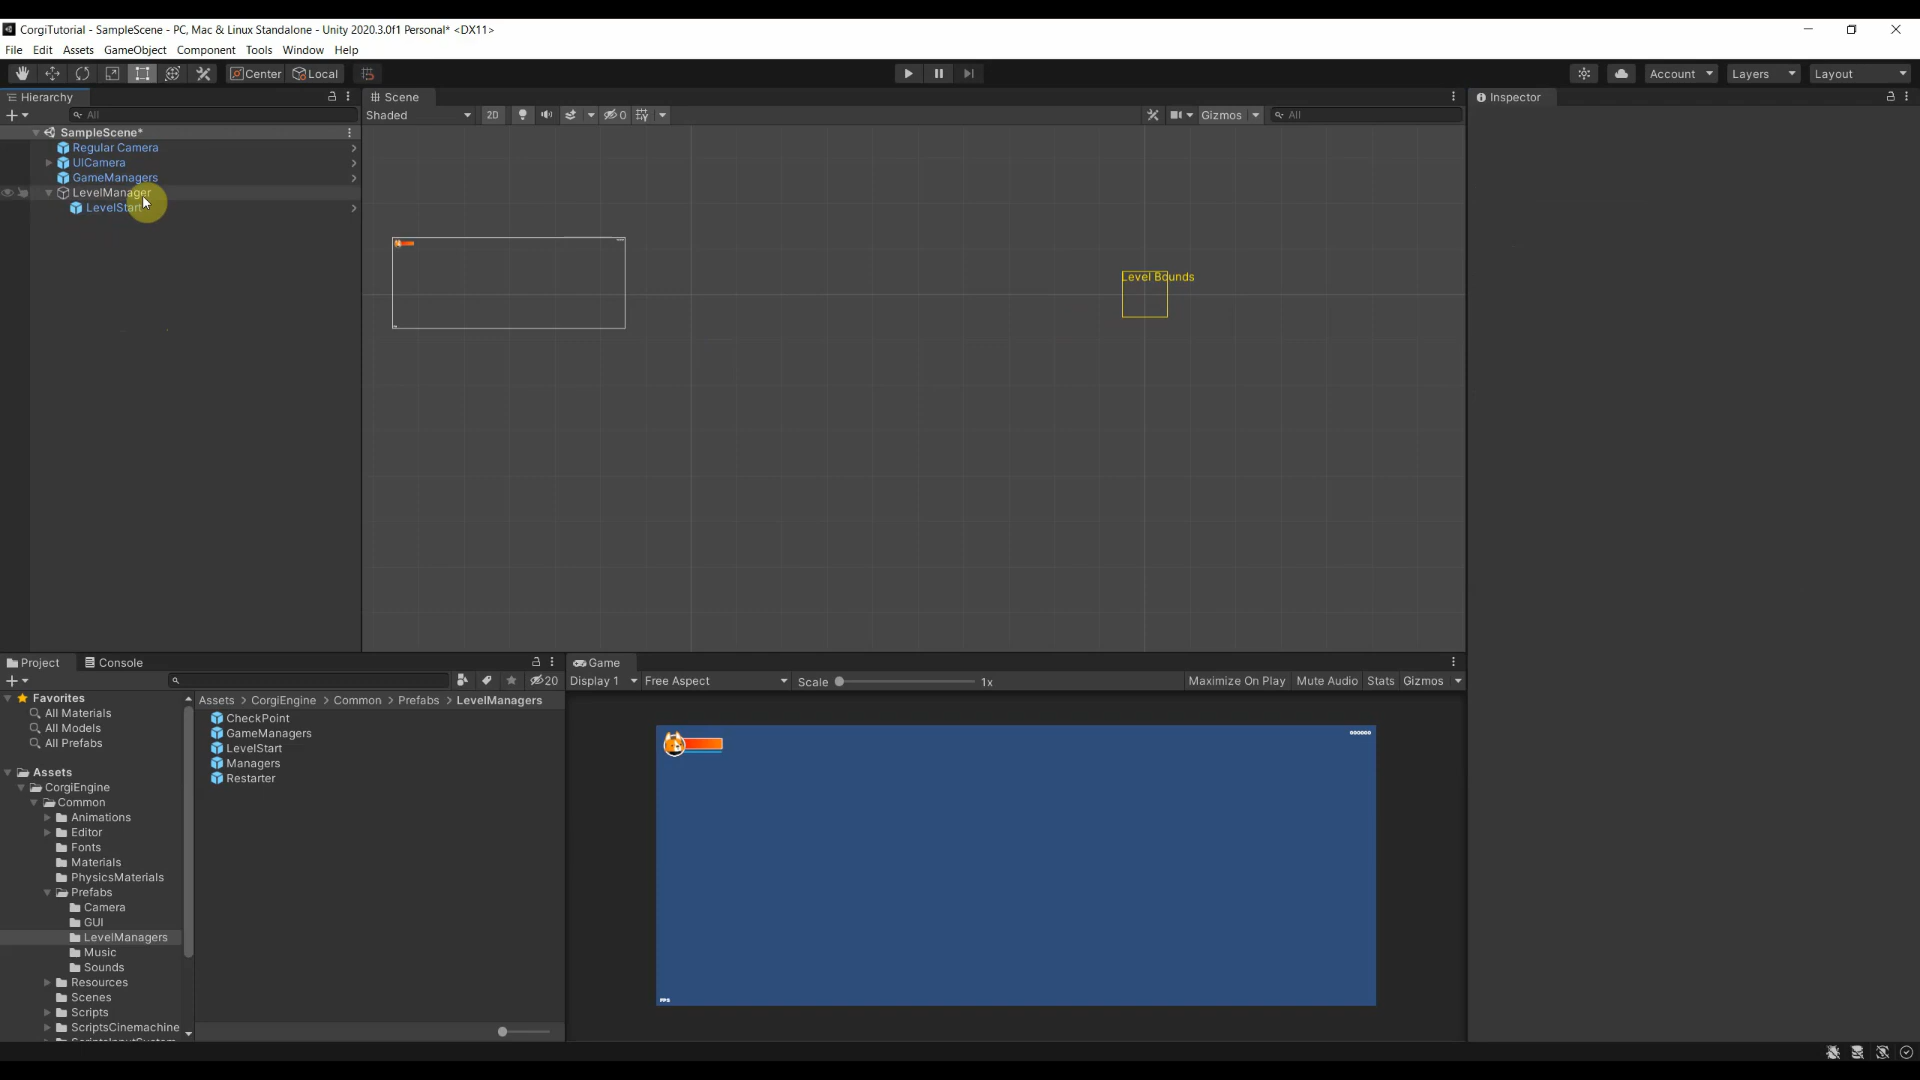 CorgiTutorial - SampleScene - PC, Mac & Linux Standalone - Unity 2020.3.0f1 Personal* <DX11>
File Edit Assets GameObject Component Tools Window Help
Center Local
Account Layers Layout
Hierarchy
Scene
Inspector
All
Shaded 2D 0 Gizmos All
SampleScene*
Regular Camera
UICamera
GameManagers
LevelManager
LevelStart
Level Bounds
Project Console
Game
20
Display 1 Free Aspect Scale 1x Maximize On Play Mute Audio Stats Gizmos
Favorites
All Materials
All Models
All Prefabs
Assets
CorgiEngine
Common
Animations
Editor
Fonts
Materials
PhysicsMaterials
Prefabs
Camera
GUI
LevelManagers
Music
Sounds
Resources
Scenes
Scripts
ScriptsCinemachine
Assets > CorgiEngine > Common > Prefabs > LevelManagers
CheckPoint
GameManagers
LevelStart
Managers
Restarter
000000
FPS